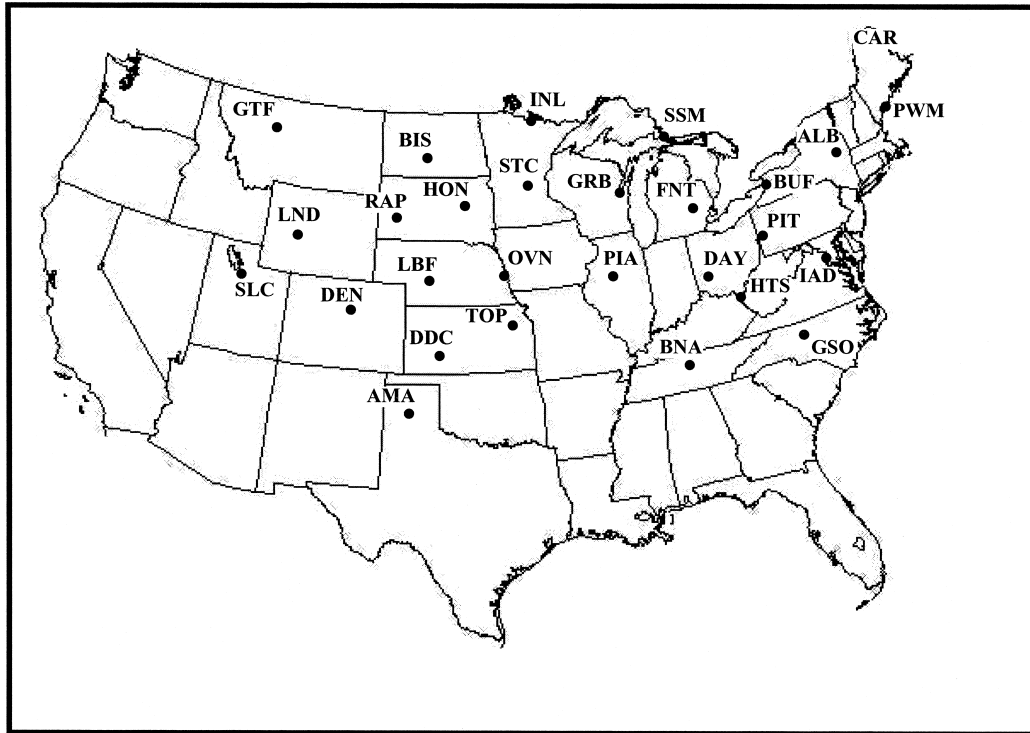 CAR
GTF
INL
PWM
SSM
ALB
BIS
STC
GRB
FNT
BUF
HON
RAP
LND
PIT
OVN
PIA
DAY
IAD
LBF
SLC
DEN
HTS
TOP
DDC
BNA
GSO
AMA